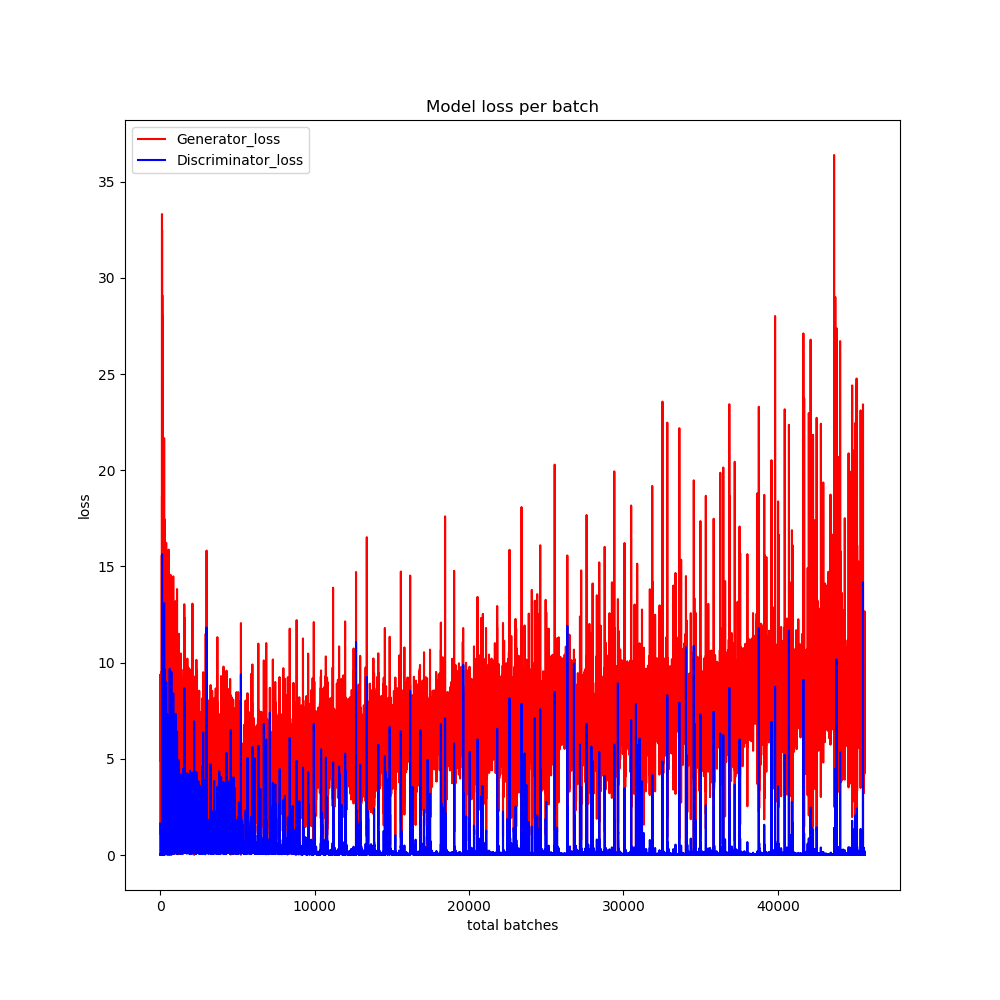 Model loss per batch
Generator_loss
Discriminator_loss
35
30
25
20
15
10
5
0
loss
0 10000 20000 30000 40000
total batches